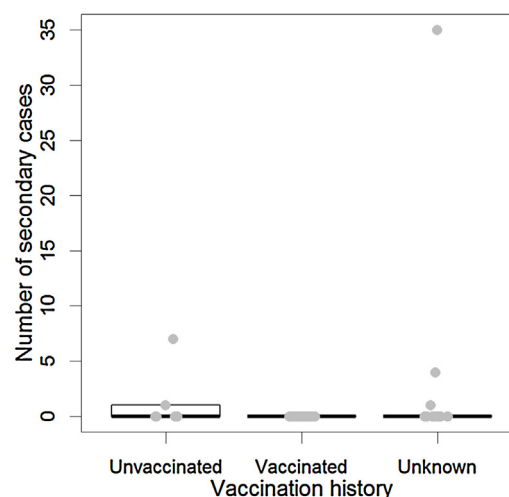 Number of secondary cases
35
30
25
20
15
10
5
0
Unvaccinated Vaccinated Unknown
Vaccination history